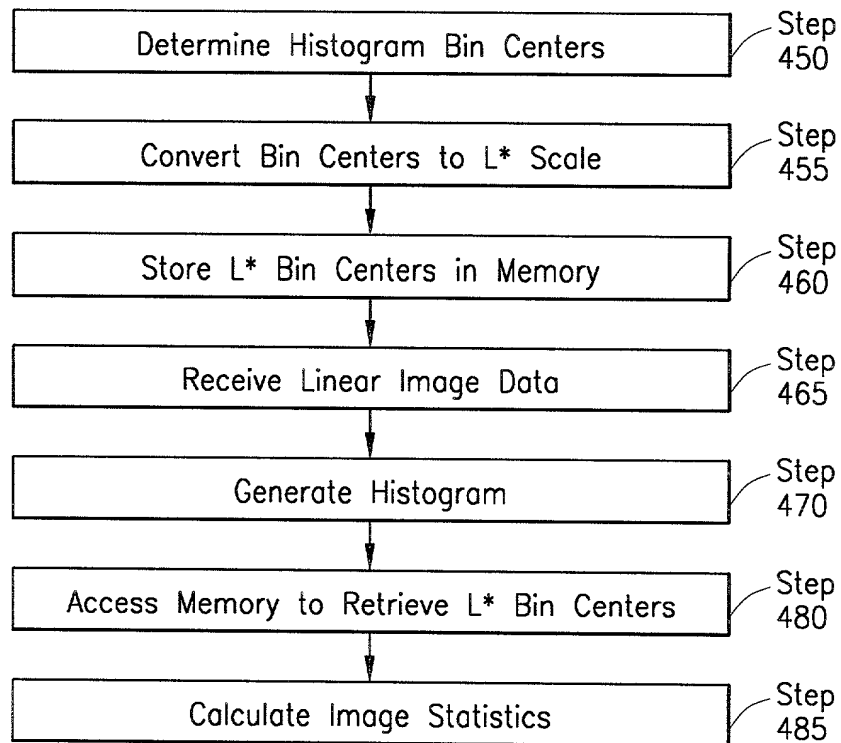 Determine Histogram Bin Centers
Step
450
Convert Bin Centers to L* Scale
Step
455
Store L* Bin Centers in Memory
Step
460
Receive Linear Image Data
Step
465
Generate Histogram
Step
470
Access Memory to Retrieve L* Bin Centers
Step
480
Calculate Image Statistics
Step
485